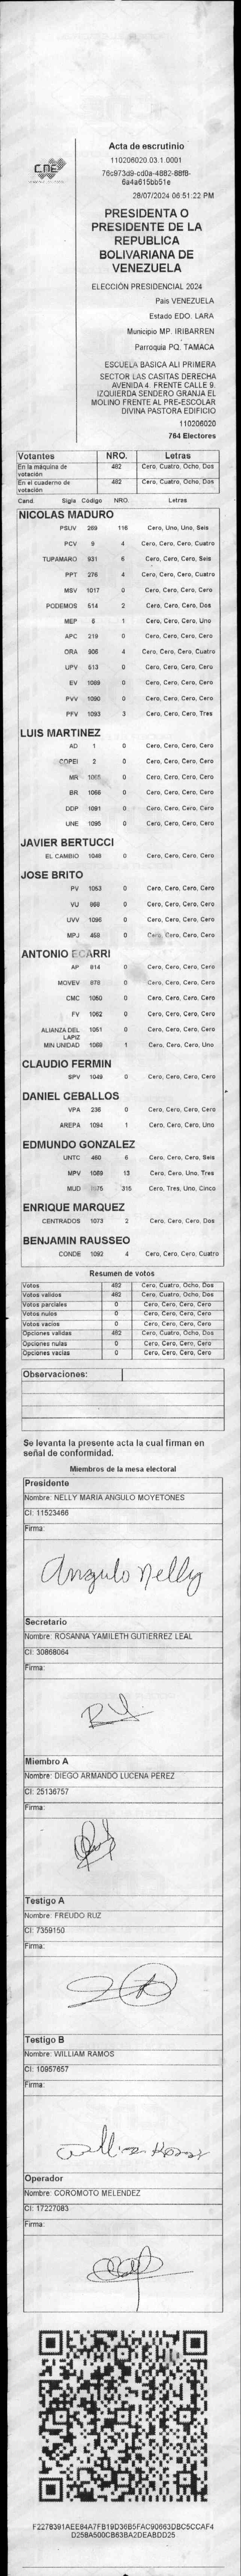 CNE
Acta de escrutinio
110206020.03.1.0001
76c973d9-cd0a-4882-88f8-
6a4a615bb51e
28/07/2024 06:51:22 PM
PRESIDENTA O
PRESIDENTE DE LA
REPUBLICA
BOLIVARIANA DE
VENEZUELA
ELECCIÓN PRESIDENCIAL 2024
País VENEZUELA
Estado EDO. LARA
Municipio MP. IRIBARREN
Parroquia PQ. TAMACA
ESCUELA BASICA ALI PRIMERA
SECTOR LAS CASITAS DERECHA
AVENIDA 4. FRENTE CALLE 9.
IZQUIERDA SENDERO GRANJA EL
MOLINO FRENTE AL PRE-ESCOLAR
DIVINA PASTORA EDIFICIO
110206020
764 Electores
Votantes NRO. Letras
En la máquina de votación 482 Cero, Cuatro, Ocho, Dos
En el cuaderno de votación 482 Cero, Cuatro, Ocho, Dos
Cand. Sigla Código NRO. Letras
NICOLAS MADURO
PSUV 269 116 Cero, Uno, Uno, Seis
PCV 9 4 Cero, Cero, Cero, Cuatro
TUPAMARO 931 6 Cero, Cero, Cero, Seis
PPT 276 4 Cero, Cero, Cero, Cuatro
MSV 1017 0 Cero, Cero, Cero, Cero
PODEMOS 514 2 Cero, Cero, Cero, Dos
MEP 6 1 Cero, Cero, Cero, Uno
APC 219 0 Cero, Cero, Cero, Cero
ORA 906 4 Cero, Cero, Cero, Cuatro
UPV 513 0 Cero, Cero, Cero, Cero
EV 1089 0 Cero, Cero, Cero, Cero
PVV 1090 0 Cero, Cero, Cero, Cero
PFV 1093 3 Cero, Cero, Cero, Tres
LUIS MARTINEZ
AD 1 0 Cero, Cero, Cero, Cero
COPEI 2 0 Cero, Cero, Cero, Cero
MR 0 Cero, Cero, Cero, Cero
BR 1066 0 Cero, Cero, Cero, Cero
DDP 1091 0 Cero, Cero, Cero, Cero
UNE 1095 0 Cero, Cero, Cero, Cero
JAVIER BERTUCCI
EL CAMBIO 1048 0 Cero, Cero, Cero, Cero
JOSE BRITO
PV 1053 0 Cero, Cero, Cero, Cero
VU 868 0 Cero, Cero, Cero, Cero
UVV 1096 0 Cero, Cero, Cero, Cero
MPJ 458 0 Cero, Cero, Cero, Cero
ANTONIO ECARRI
AP 814 0 Cero, Cero, Cero, Cero
MOVEV 878 0 Cero, Cero, Cero, Cero
CMC 1050 0 Cero, Cero, Cero, Cero
FV 1062 0 Cero, Cero, Cero, Cero
ALIANZA DEL LAPIZ 1051 0 Cero, Cero, Cero, Cero
MIN UNIDAD 1 Cero, Cero, Cero, Uno
CLAUDIO FERMIN
SPV 1049 0 Cero, Cero, Cero, Cero
DANIEL CEBALLOS
VPA 236 0 Cero, Cero, Cero, Cero
AREPA 1094 1 Cero, Cero, Cero, Uno
EDMUNDO GONZALEZ
UNTC 460 6 Cero, Cero, Cero, Seis
MPV 1069 13 Cero, Cero, Uno, Tres
MUD 315 Cero, Tres, Uno, Cinco
ENRIQUE MARQUEZ
CENTRADOS 1073 2 Cero, Cero, Cero, Dos
BENJAMIN RAUSSEO
CONDE 1092 4 Cero, Cero, Cero, Cuatro
Resumen de votos
Votos 482 Cero, Cuatro, Ocho, Dos
Votos validos 482 Cero, Cuatro, Ocho, Dos
Votos parciales 0 Cero, Cero, Cero, Cero
Votos nulos 0 Cero, Cero, Cero, Cero
Votos vacios 0 Cero, Cero, Cero, Cero
Opciones validas 482 Cero, Cuatro, Ocho, Dos
Opciones nulas 0 Cero, Cero, Cero, Cero
Opciones vacias 0 Cero, Cero, Cero, Cero
Observaciones:
Se levanta la presente acta la cual firman en
señal de conformidad.
Miembros de la mesa electoral
Presidente
Nombre: NELLY MARIA ANGULO MOYETONES
CI: 11523466
Firma:
Angulo Nelly
Secretario
Nombre: ROSANNA YAMILETH GUTIERREZ LEAL
CI: 30868064
Firma:
Miembro A
Nombre: DIEGO ARMANDO LUCENA PEREZ
CI: 25136757
Firma:
Testigo A
Nombre: FREUDO RUZ
CI: 7359150
Firma:
Testigo B
Nombre: WILLIAM RAMOS
CI: 10957657
Firma:
Operador
Nombre: COROMOTO MELENDEZ
CI: 17227083
Firma:
F2278391AEE84A7FB19D36B5FAC90663DBC5CCAF4
D258A500CB63BA2DEABDD25